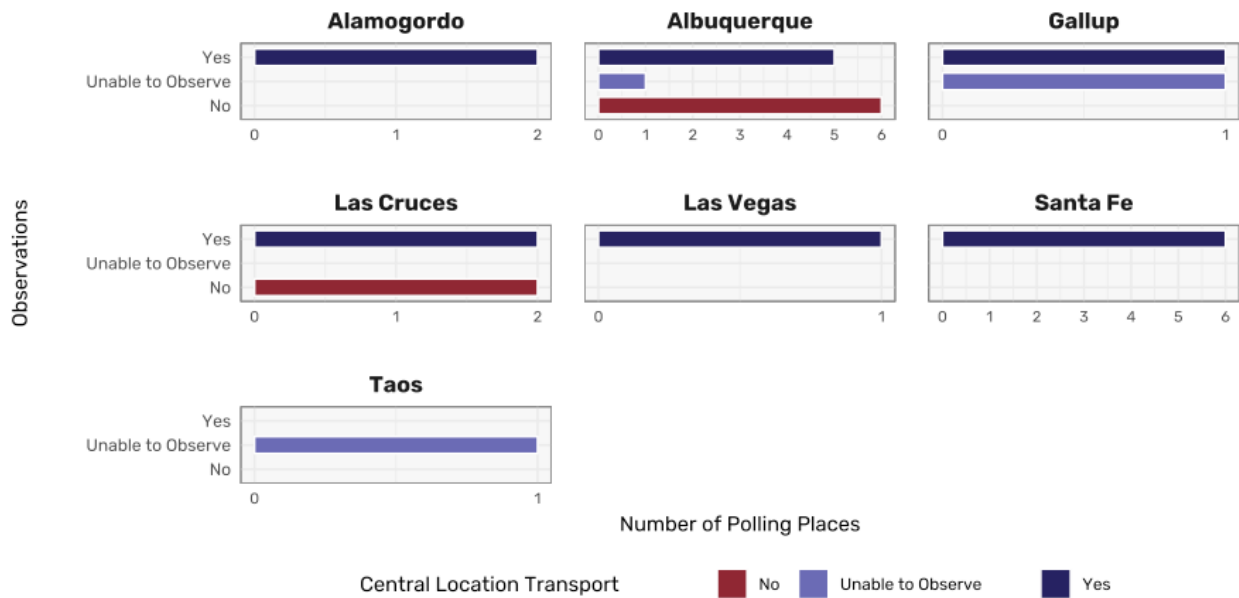 Alamogordo Albuquerque Gallup
Yes
Unable to Observe
No
0 1 2 0 1 2 3 4 5 6 0 1
Las Cruces Las Vegas Santa Fe
Yes
Unable to Observe
No
0 1 2 0 1 0 1 2 3 4 5 6
Observations
Taos
Yes
Unable to Observe
No
0 1
Number of Polling Places
Central Location Transport No Unable to Observe Yes